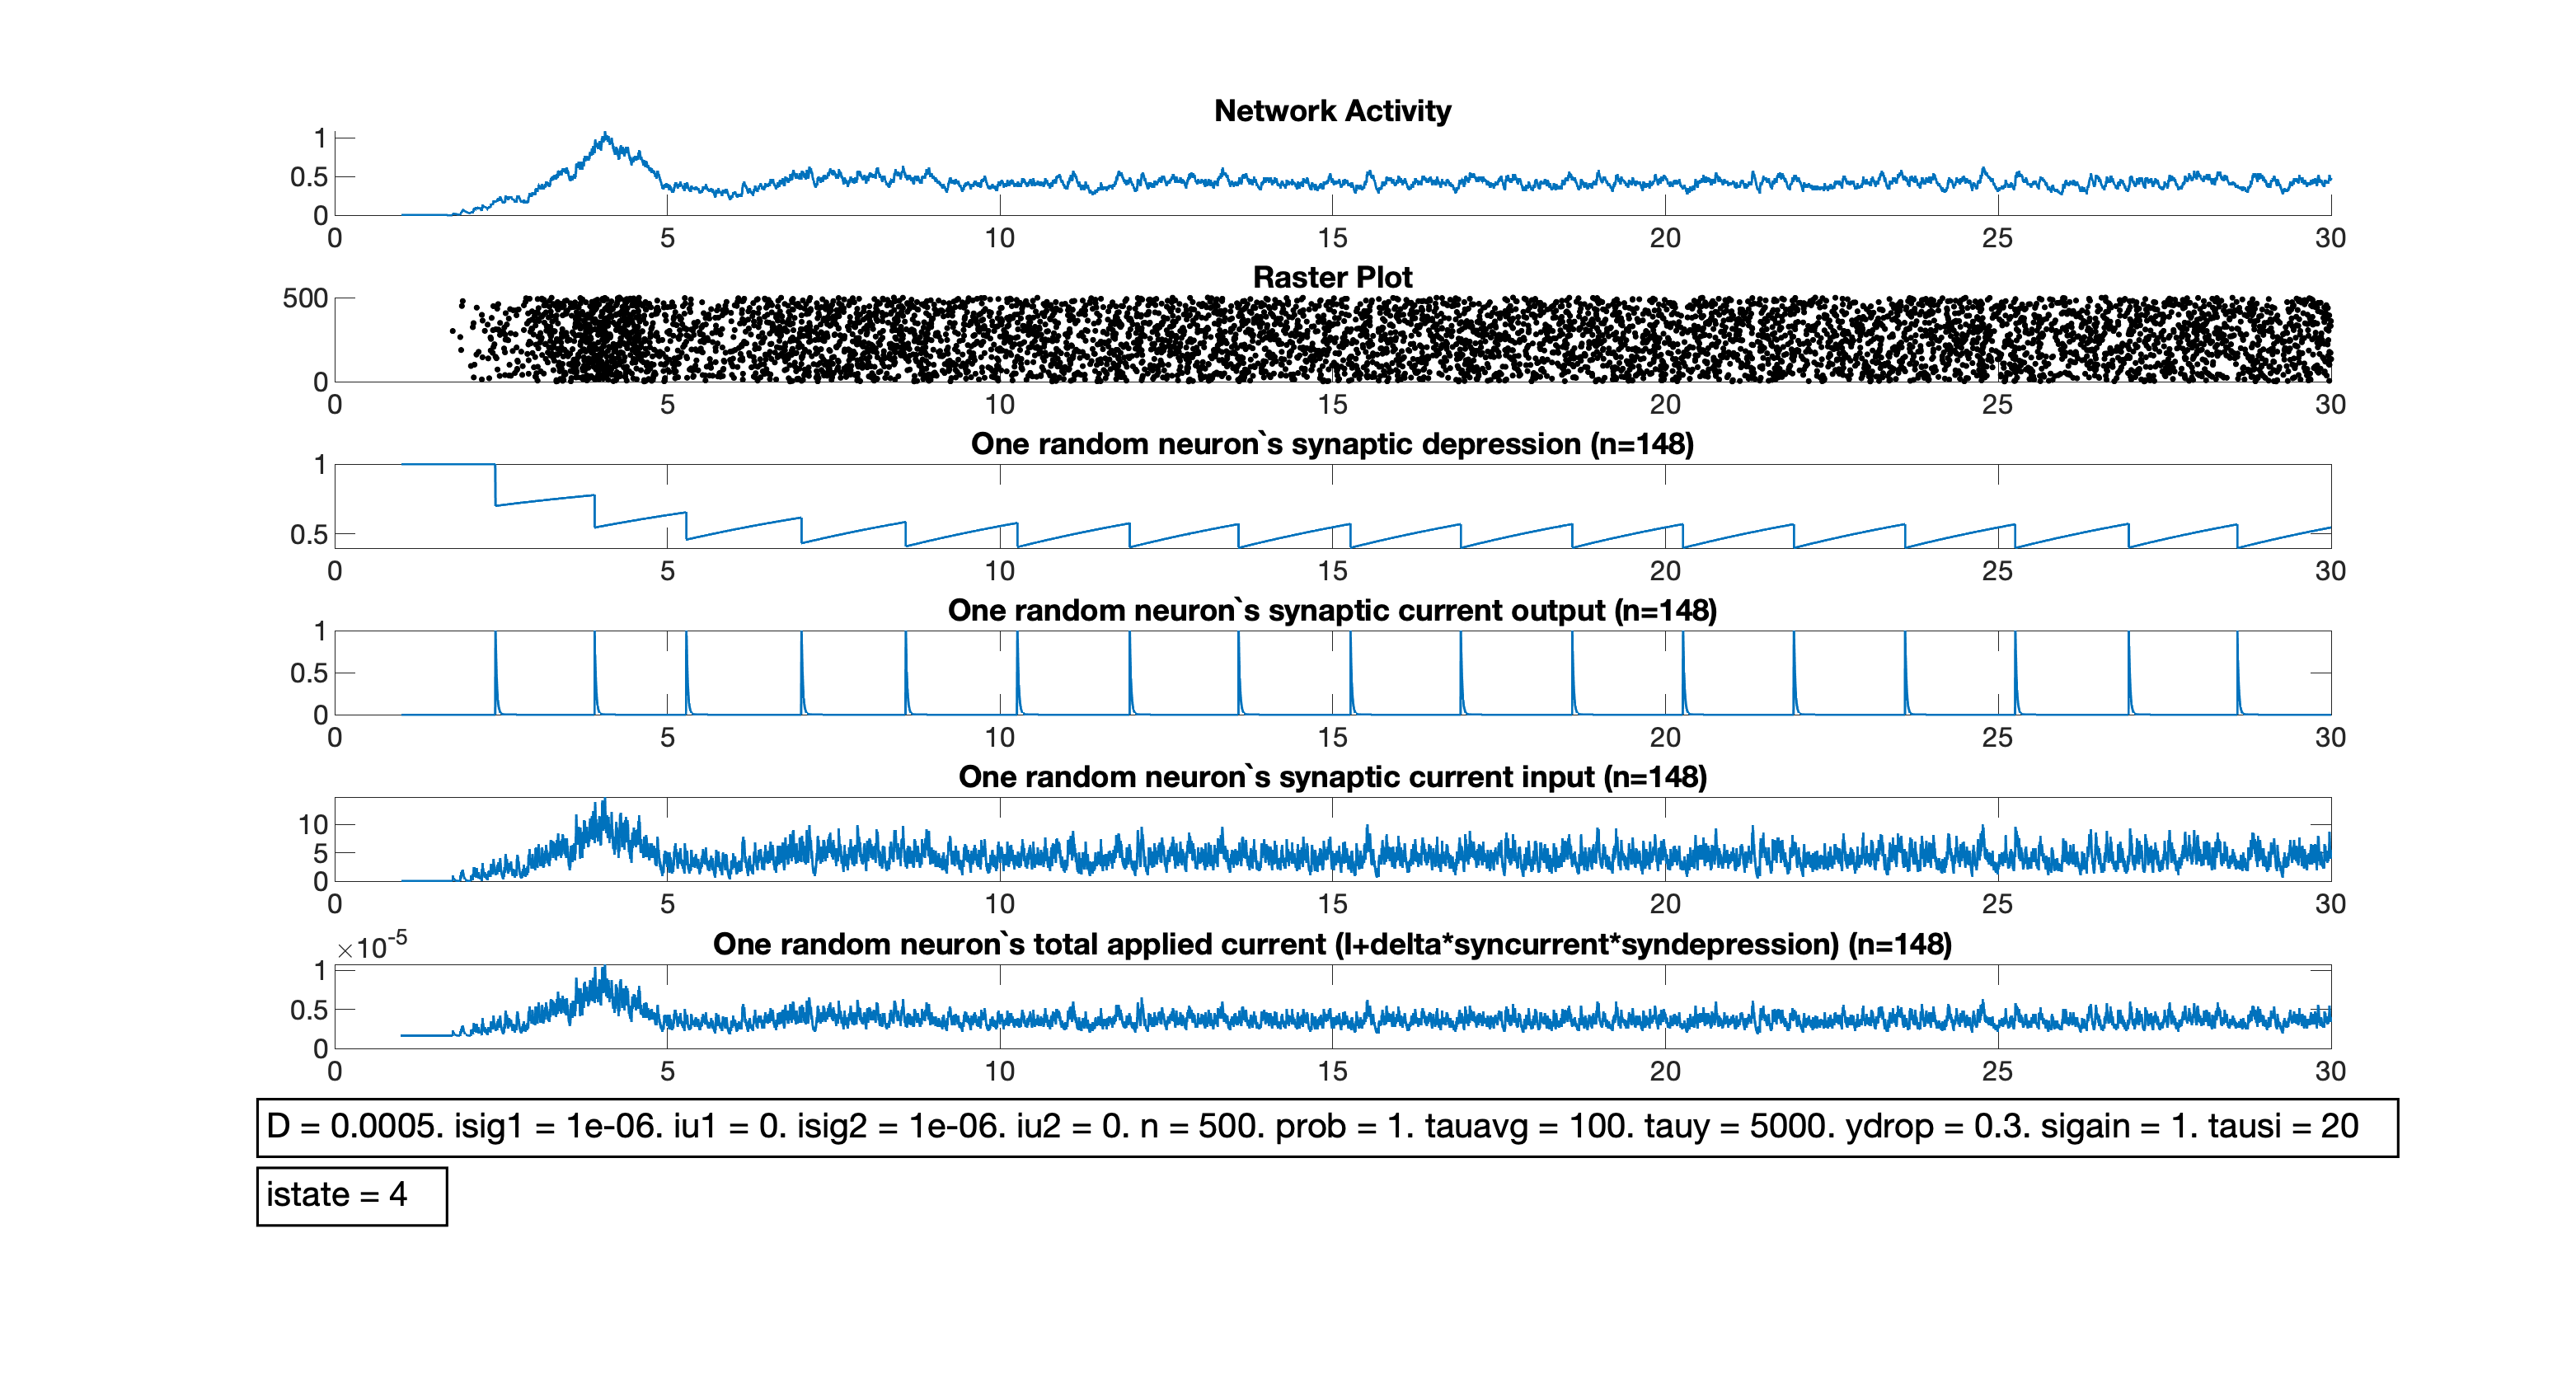 Network Activity
1
0.5
0
0 5 10 15 20 25 30
Raster Plot
500
0
0 5 10 15 20 25 30
One random neuron`s synaptic depression (n=148)
1
0.5
0 5 10 15 20 25 30
One random neuron`s synaptic current output (n=148)
1
0.5
0
0 5 10 15 20 25 30
One random neuron`s synaptic current input (n=148)
10
5
0
0 5 10 15 20 25 30
×10-5 One random neuron`s total applied current (I+delta*syncurrent*syndepression) (n=148)
1
0.5
0
0 5 10 15 20 25 30
D = 0.0005. isig1 = 1e-06. iu1 = 0. isig2 = 1e-06. iu2 = 0. n = 500. prob = 1. tauavg = 100. tauy = 5000. ydrop = 0.3. sigain = 1. tausi = 20
istate = 4